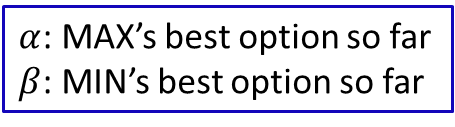 α: MAX’s best option so far
β: MIN’s best option so far